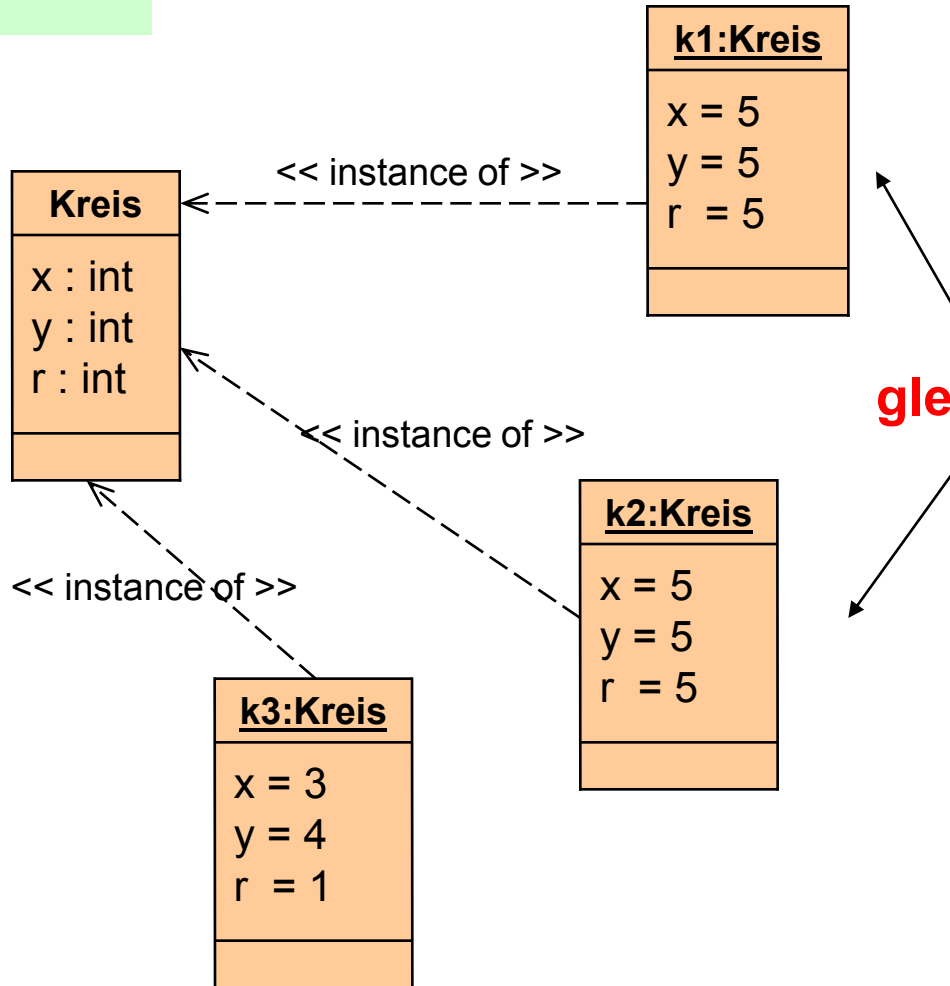 k1:Kreis
x = 5
y = 5
r = 5
<< instance of >>
Kreis
x : int
y : int
r : int
<< instance of >>
k2:Kreis
x = 5
y = 5
r = 5
<< instance of >>
k3:Kreis
x = 3
y = 4
r = 1